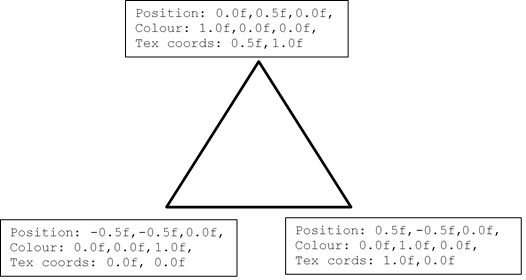 Position: 0.0f,0.5f,0.0f,
Colour: 1.0f,0.0f,0.0f,
Tex coords: 0.5f,1.0f
Position: -0.5f,-0.5f,0.0f,
Colour: 0.0f,0.0f,1.0f,
Tex coords: 0.0f, 0.0f
Position: 0.5f,-0.5f,0.0f,
Colour: 0.0f,1.0f,0.0f,
Tex cords: 1.0f,0.0f